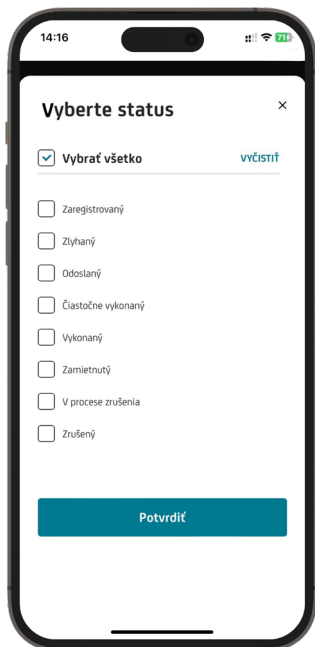 14:16
71
Vyberte status
Vybrať všetko VYČISTIŤ
Zaregistrovaný
Zlyhaný
Odoslaný
Čiastočne vykonaný
Vykonaný
Zamietnutý
V procese zrušenia
Zrušený
Potvrdiť